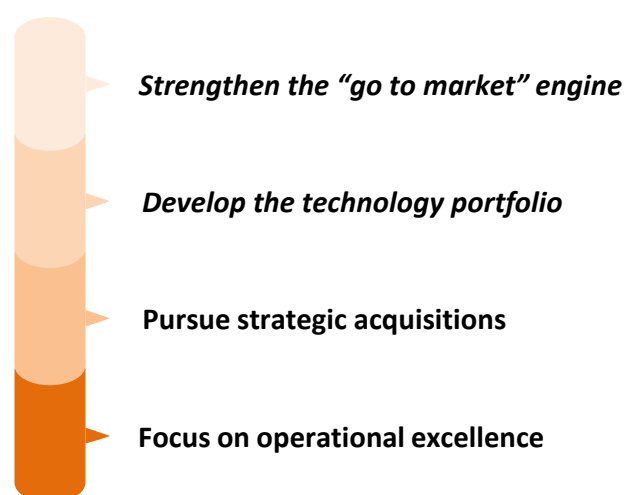 Strengthen the “go to market” engine
Develop the technology portfolio
Pursue strategic acquisitions
Focus on operational excellence